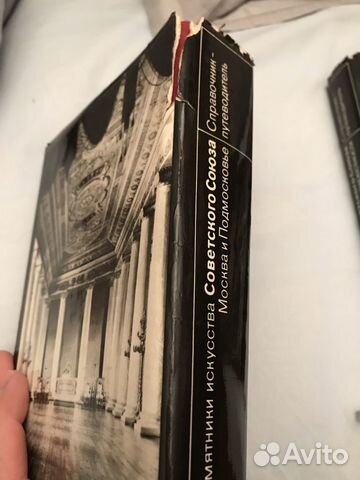 мятники искусства Советского Союза
Москва и Подмосковье
Справочник-
путеводитель
Avito